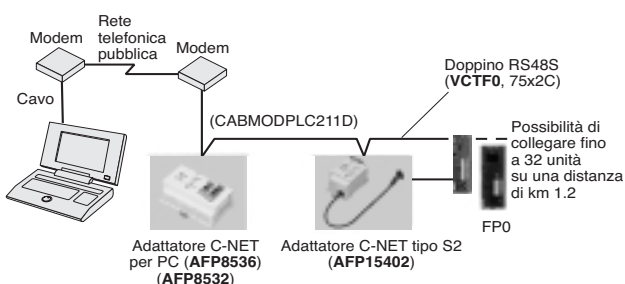 Rete
telefonica
pubblica
Modem
Modem
Cavo
(CABMODPLC211D)
Doppino RS48S
(VCTF0, 75x2C)
Possibilità di
collegare fino
a 32 unità
su una distanza
di km 1.2
FP0
Adattatore C-NET
per PC (AFP8536)
(AFP8532)
Adattatore C-NET tipo S2
(AFP15402)